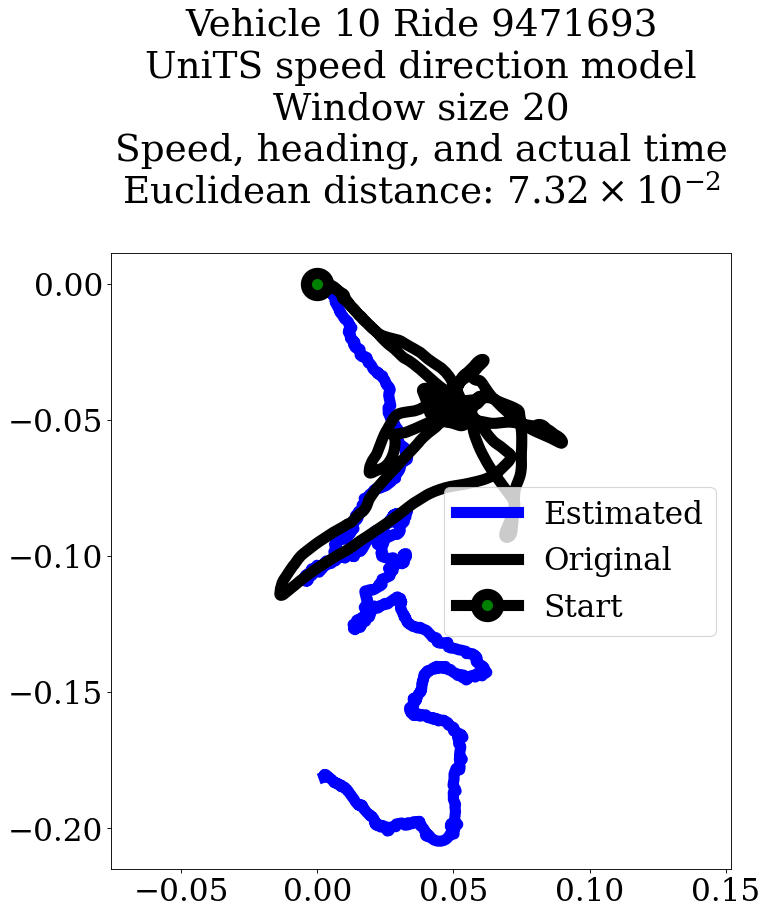 Vehicle 10 Ride 9471693
UniTS speed direction model
Window size 20
Speed, heading, and actual time
Euclidean distance: 7.32 × 10⁻²
0.00
−0.05
−0.10
−0.15
−0.20
Estimated
Original
Start
−0.05 0.00 0.05 0.10 0.15